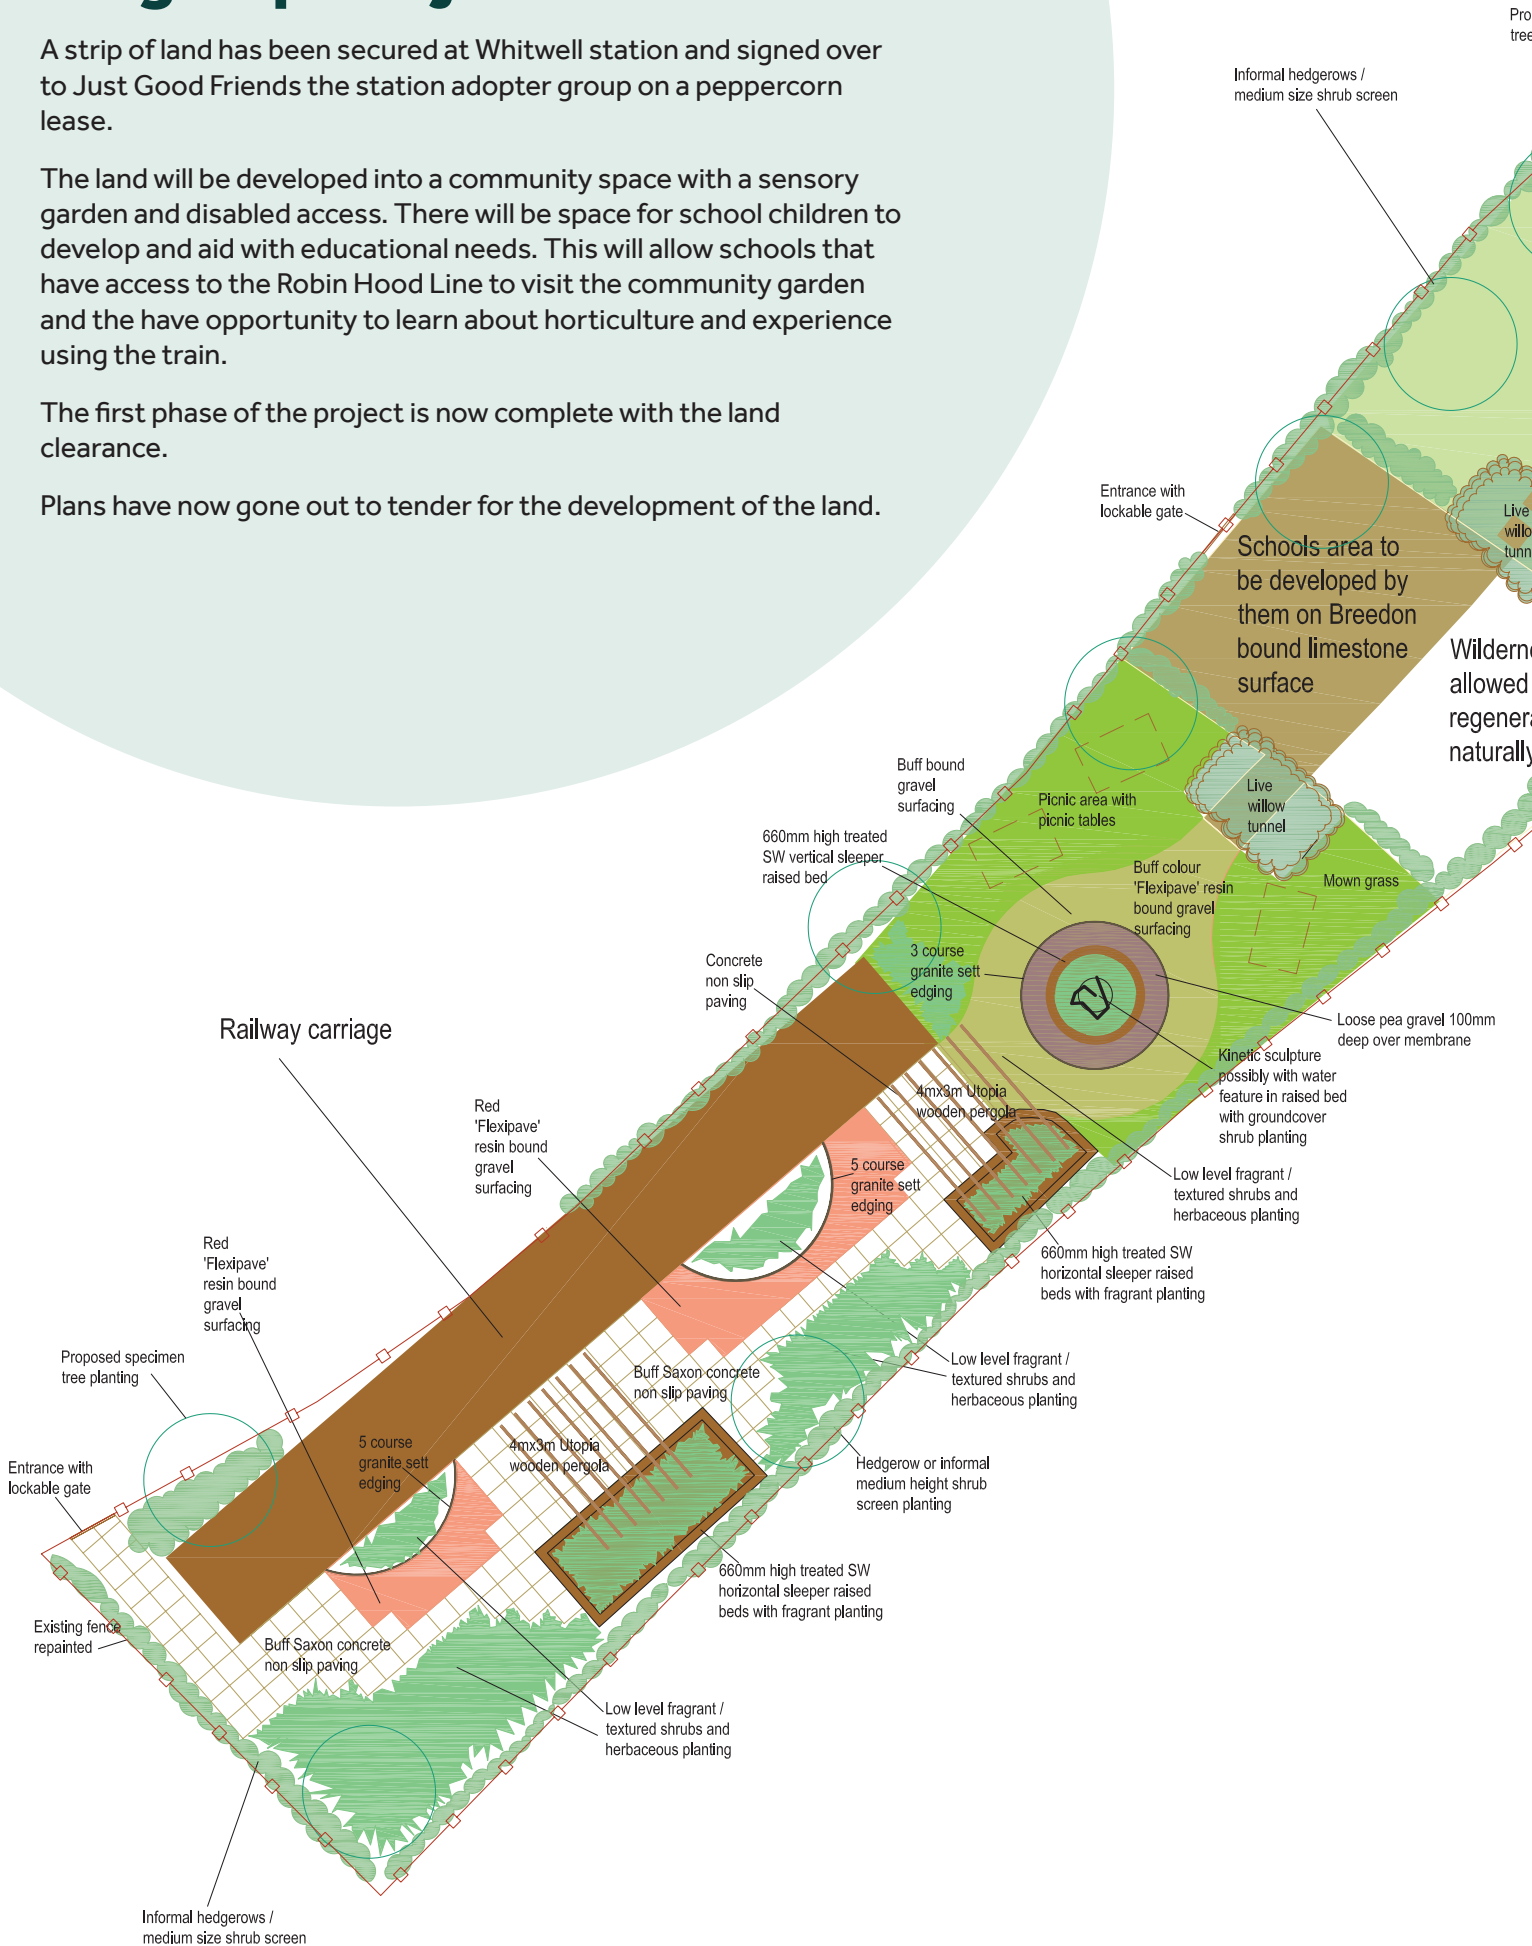 A strip of land has been secured at Whitwell station and signed over
to Just Good Friends the station adopter group on a peppercorn
lease.
The land will be developed into a community space with a sensory
garden and disabled access. There will be space for school children to
develop and aid with educational needs. This will allow schools that
have access to the Robin Hood Line to visit the community garden
and the have opportunity to learn about horticulture and experience
using the train.
The first phase of the project is now complete with the land
clearance.
Plans have now gone out to tender for the development of the land.
Informal hedgerows /
medium size shrub screen
Entrance with
lockable gate
Schools area to
be developed by
them on Breedon
bound limestone
surface
Live
allowed
naturally
Buff bound
gravel
surfacing
Picnic area with
picnic tables
Live
willow
tunnel
660mm high treated
SW vertical sleeper
raised bed
Buff colour
'Flexipave' resin
bound gravel
surfacing
Mown grass
3 course
granite sett
edging
Concrete
non slip
paving
Loose pea gravel 100mm
deep over membrane
Railway carriage
Kinetic sculpture
possibly with water
feature in raised bed
with groundcover
shrub planting
4mx3m Utopia
wooden pergola
Red
'Flexipave'
resin bound
gravel
surfacing
5 course
granite sett
edging
Low level fragrant /
textured shrubs and
herbaceous planting
Red
'Flexipave'
resin bound
gravel
surfacing
660mm high treated SW
horizontal sleeper raised
beds with fragrant planting
Proposed specimen
tree planting
Buff Saxon concrete
non slip paving
Low level fragrant /
textured shrubs and
herbaceous planting
5 course
granite sett
edging
4mx3m Utopia
wooden pergola
Entrance with
lockable gate
Hedgerow or informal
medium height shrub
screen planting
660mm high treated SW
horizontal sleeper raised
beds with fragrant planting
Existing fence
repainted
Buff Saxon concrete
non slip paving
Low level fragrant /
textured shrubs and
herbaceous planting
Informal hedgerows /
medium size shrub screen